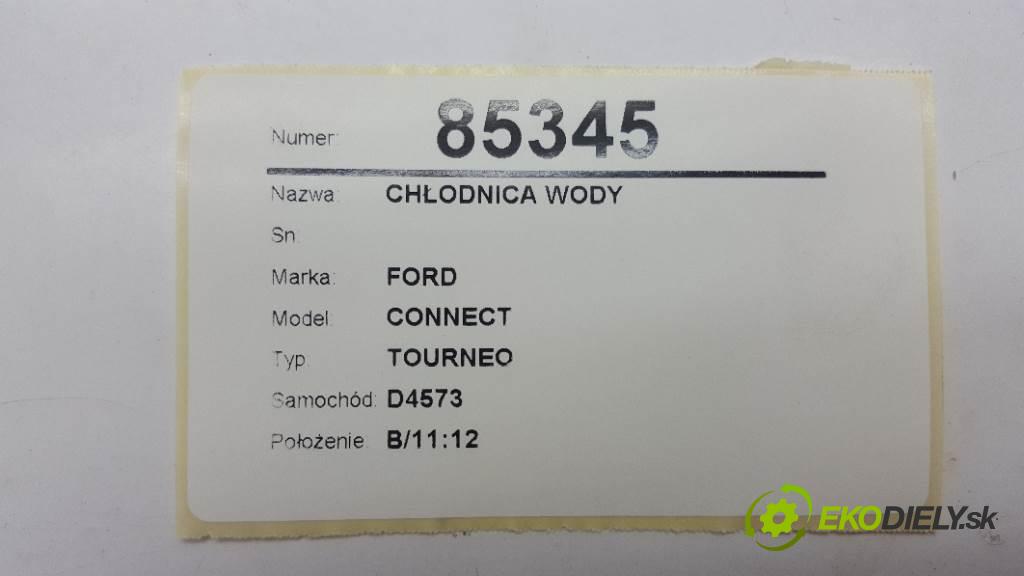 Numer: 85345
Nazwa: CHŁODNICA WODY
Sn:
Marka: FORD
Model: CONNECT
Typ: TOURNEO
Samochód: D4573
Położenie: B/11:12
EKODIELY.sk